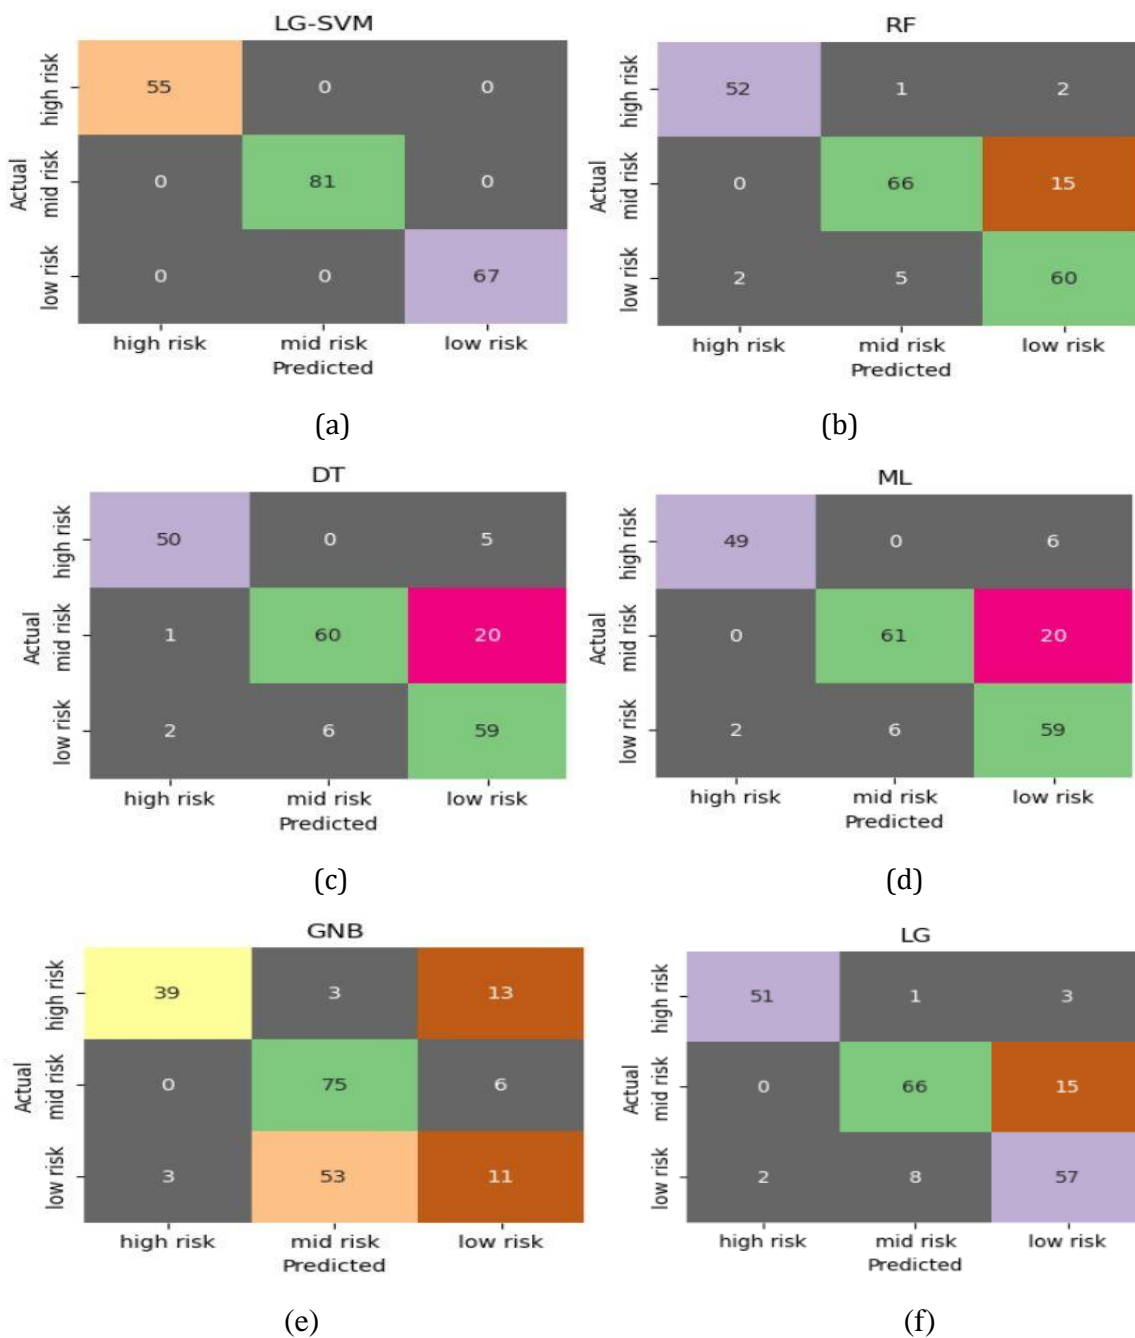 LG-SVM
high risk 55 0 0
Actual
mid risk 0 81 0
low risk 0 0 67
high risk mid risk low risk
Predicted
(a)
RF
high risk 52 1 2
Actual
mid risk 0 66 15
low risk 2 5 60
high risk mid risk low risk
Predicted
(b)
DT
high risk 50 0 5
Actual
mid risk 1 60 20
low risk 2 6 59
high risk mid risk low risk
Predicted
(c)
ML
high risk 49 0 6
Actual
mid risk 0 61 20
low risk 2 6 59
high risk mid risk low risk
Predicted
(d)
GNB
high risk 39 3 13
Actual
mid risk 0 75 6
low risk 3 53 11
high risk mid risk low risk
Predicted
(e)
LG
high risk 51 1 3
Actual
mid risk 0 66 15
low risk 2 8 57
high risk mid risk low risk
Predicted
(f)